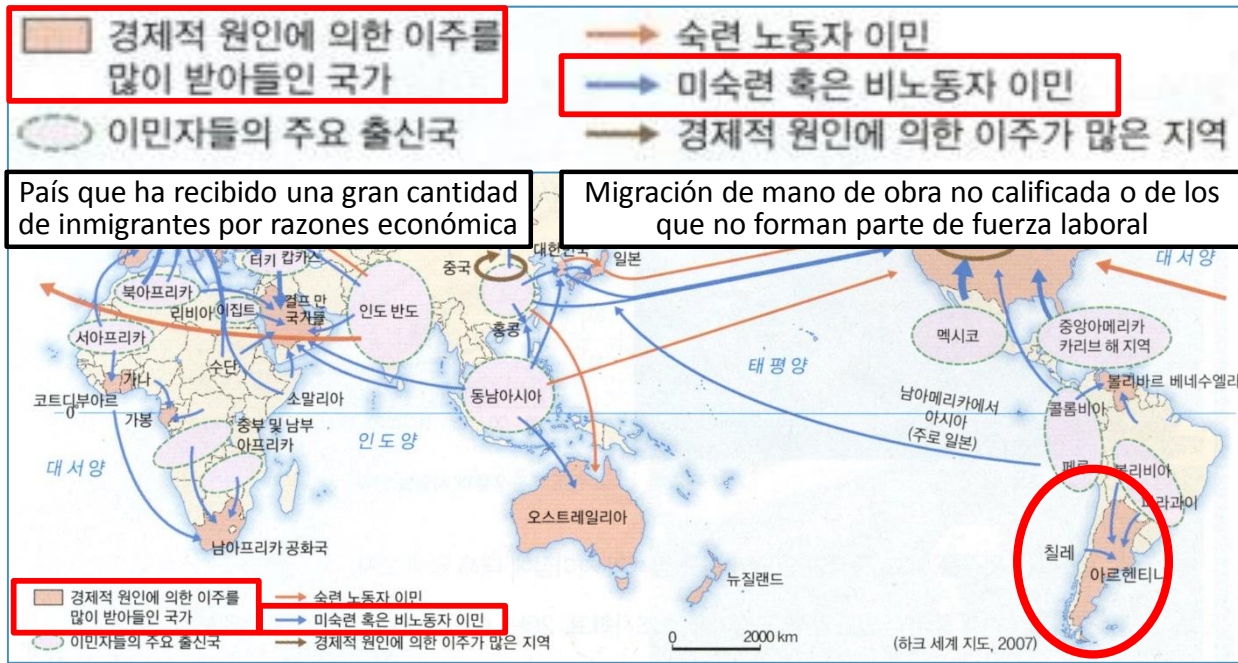 경제적 원인에 의한 이주를
많이 받아들인 국가
이민자들의 주요 출신국
숙련 노동자 이민
미숙련 혹은 비노동자 이민
경제적 원인에 의한 이주가 많은 지역
País que ha recibido una gran cantidad
de inmigrantes por razones económica
Migración de mano de obra no calificada o de los
que no forman parte de fuerza laboral
터키
캅카스
중국
대한민국
일본
대서양
북아프리카
리비아
이집트
걸프 만
국가들
인도 반도
홍콩
서아프리카
수단
멕시코
중앙아메리카
카리브 해 지역
태평양
가나
코트디부아르
0°
소말리아
동남아시아
볼리바르 베네수엘라
콜롬비아
남아메리카에서
아시아
(주로 일본)
가봉
중부 및 남부
아프리카
인도양
대서양
페루
볼리비아
파라과이
오스트레일리아
남아프리카 공화국
칠레
아르헨티나
뉴질랜드
경제적 원인에 의한 이주를
많이 받아들인 국가
이민자들의 주요 출신국
숙련 노동자 이민
미숙련 혹은 비노동자 이민
경제적 원인에 의한 이주가 많은 지역
0 2000 km
(하크 세계 지도, 2007)